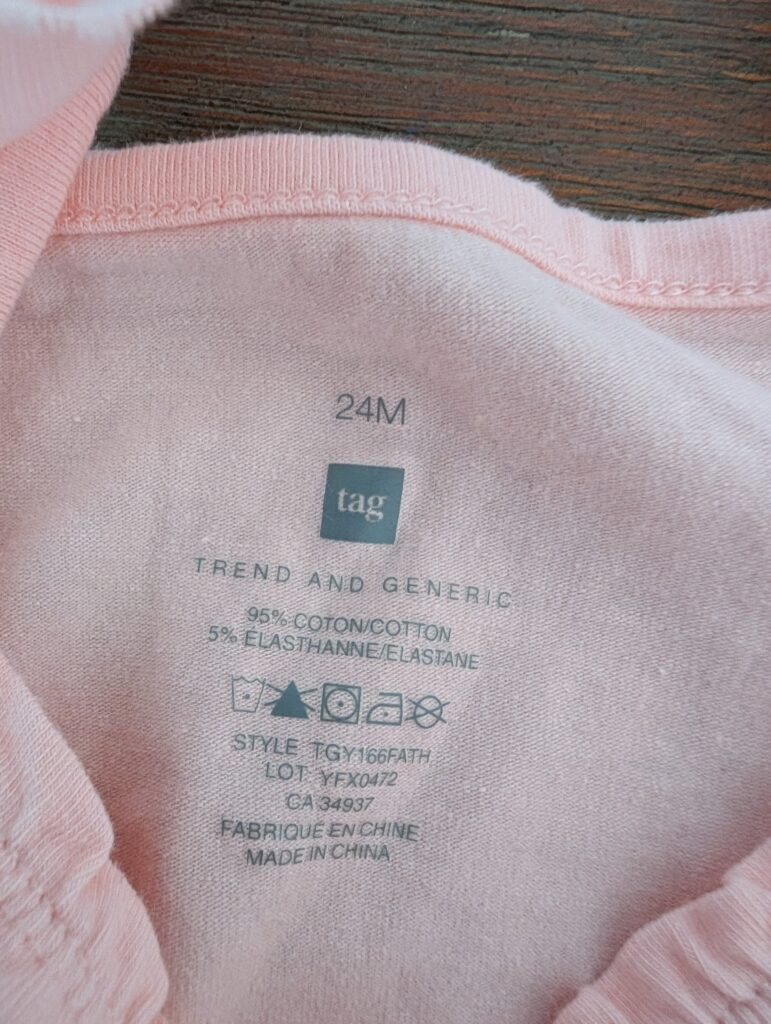 24M
tag
TREND AND GENERIC
95% COTON/COTTON
5% ÉLASTHANNE/ELASTANE
STYLE TGY166FATH
LOT YFX0472
CA 34937
FABRIQUÉ EN CHINE
MADE IN CHINA